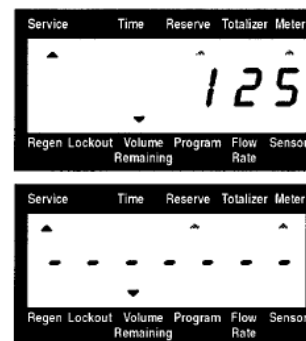 Service Time Reserve Totalizer Meter
125
Regen Lockout Volume Remaining Program Flow Rate Sensor
Service Time Reserve Totalizer Meter
- - - - - - -
Regen Lockout Volume Remaining Program Flow Rate Sensor